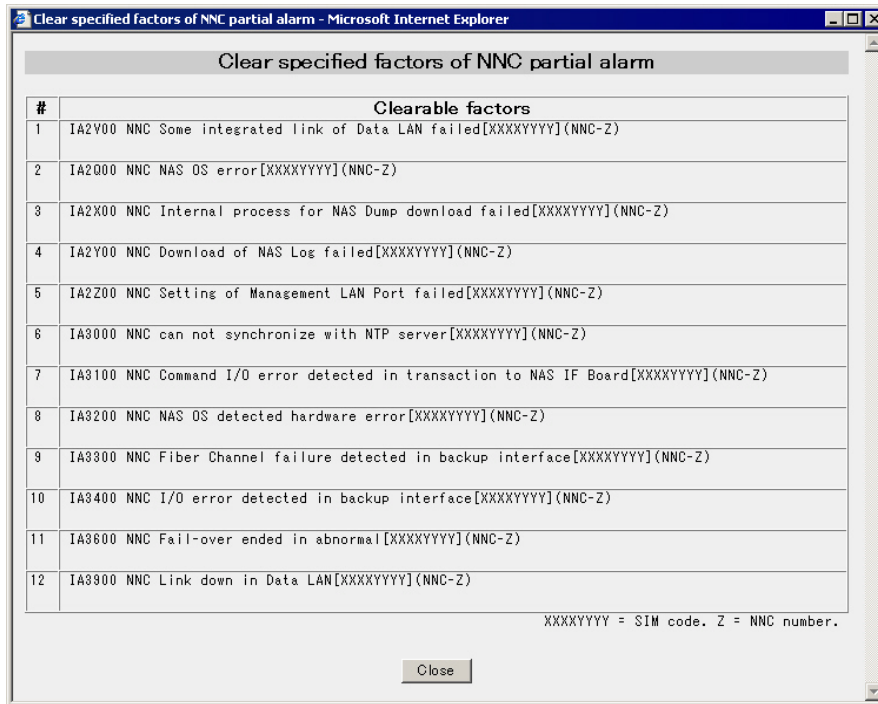 Clear specified factors of NNC partial alarm - Microsoft Internet Explorer
Clear specified factors of NNC partial alarm
# Clearable factors
1 IA2V00 NNC Some integrated link of Data LAN failed[XXXXYYYY](NNC-Z)
2 IA2Q00 NNC NAS OS error[XXXXYYYY](NNC-Z)
3 IA2X00 NNC Internal process for NAS Dump download failed[XXXXYYYY](NNC-Z)
4 IA2Y00 NNC Download of NAS Log failed[XXXXYYYY](NNC-Z)
5 IA2Z00 NNC Setting of Management LAN Port failed[XXXXYYYY](NNC-Z)
6 IA3000 NNC can not synchronize with NTP server[XXXXYYYY](NNC-Z)
7 IA3100 NNC Command I/O error detected in transaction to NAS IF Board[XXXXYYYY](NNC-Z)
8 IA3200 NNC NAS OS detected hardware error[XXXXYYYY](NNC-Z)
9 IA3300 NNC Fiber Channel failure detected in backup interface[XXXXYYYY](NNC-Z)
10 IA3400 NNC I/O error detected in backup interface[XXXXYYYY](NNC-Z)
11 IA3600 NNC Fail-over ended in abnormal[XXXXYYYY](NNC-Z)
12 IA3900 NNC Link down in Data LAN[XXXXYYYY](NNC-Z)
XXXXYYYY = SIM code. Z = NNC number.
Close